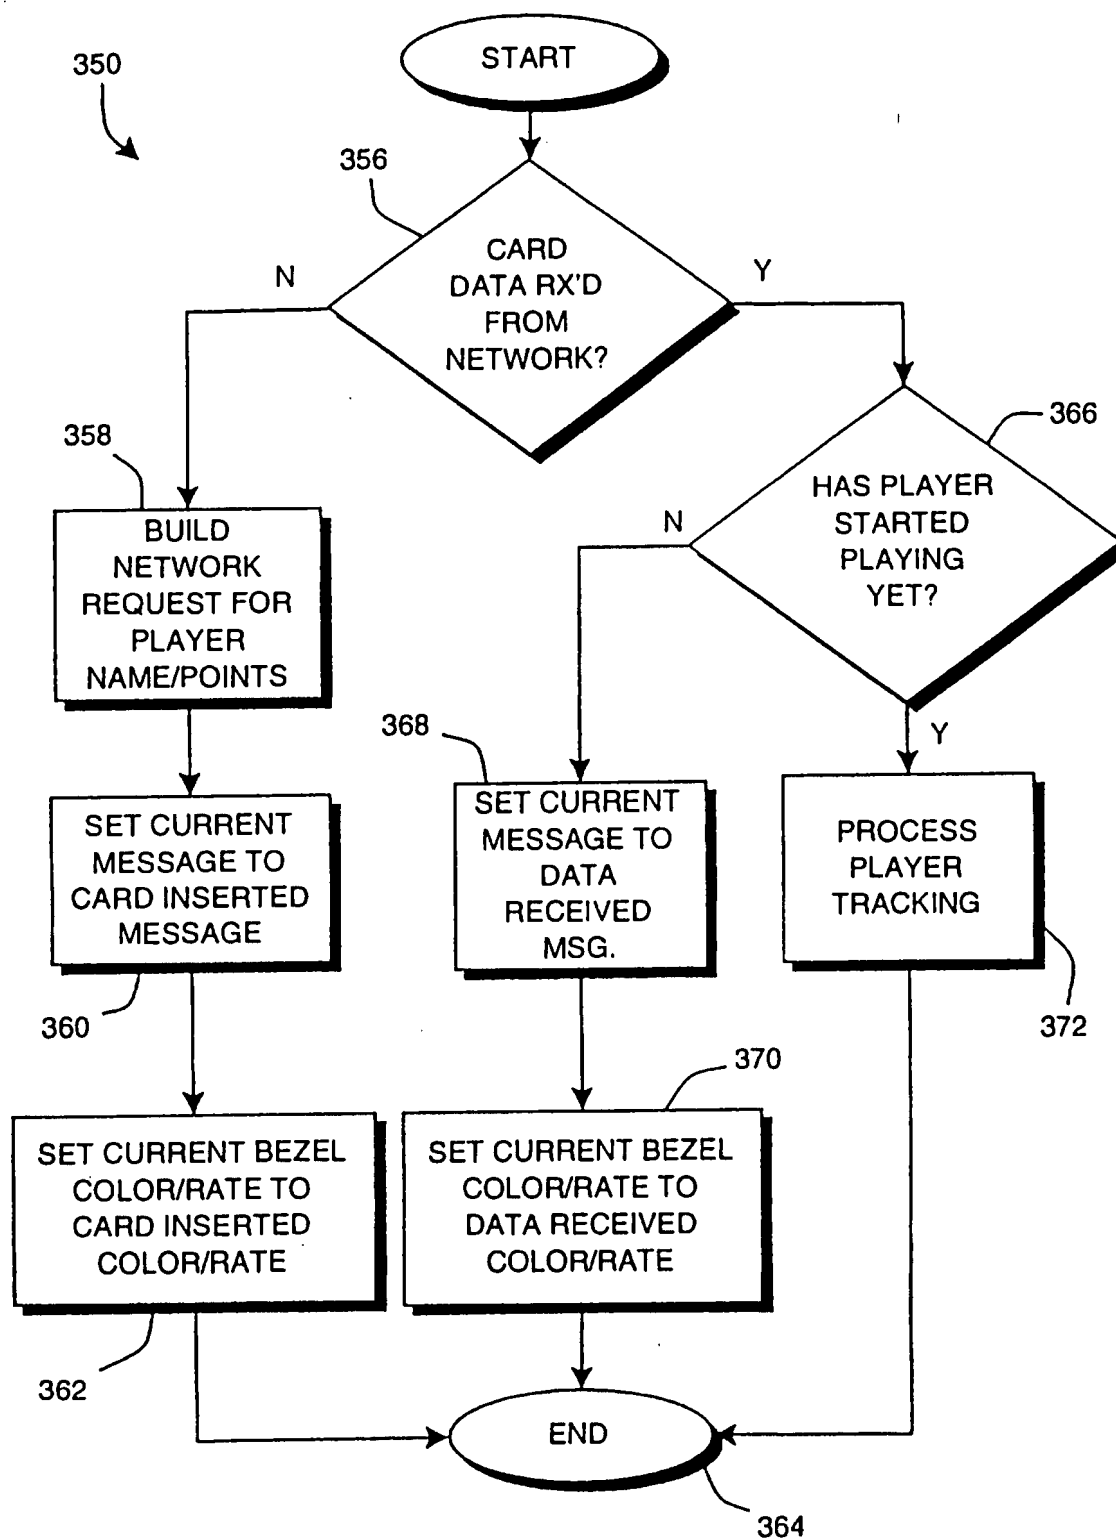 START
350
356
CARD
DATA RX'D
FROM
NETWORK?
N
Y
358
366
BUILD
NETWORK
REQUEST FOR
PLAYER
NAME/POINTS
HAS PLAYER
STARTED
PLAYING
YET?
N
Y
368
SET CURRENT
MESSAGE TO
CARD INSERTED
MESSAGE
360
SET CURRENT
MESSAGE TO
DATA
RECEIVED
MSG.
PROCESS
PLAYER
TRACKING
372
370
SET CURRENT BEZEL
COLOR/RATE TO
CARD INSERTED
COLOR/RATE
362
SET CURRENT BEZEL
COLOR/RATE TO
DATA RECEIVED
COLOR/RATE
END
364